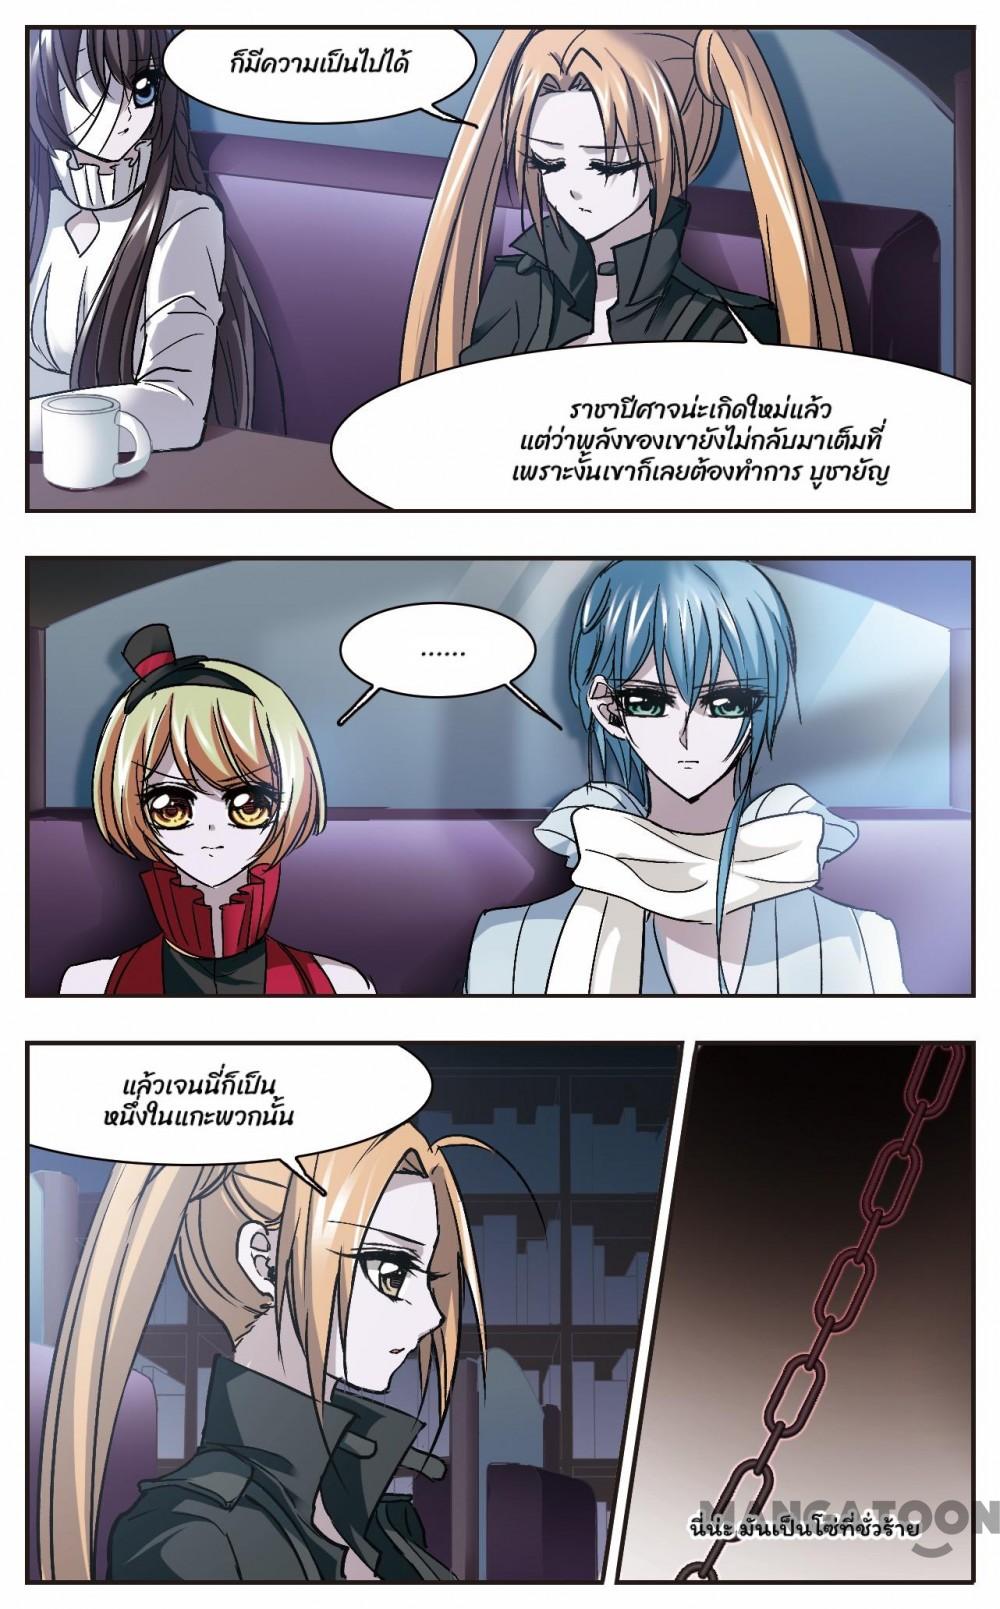 ก็มีความเป็นไปได้
ราชาปีศาจน่ะเกิดใหม่แล้ว
แต่ว่าพลังของเขายังไม่กลับมาเต็มที่
เพราะงั้นเขาก็เลยต้องทำการ บูชายัญ
......
แล้วเจนนี่ก็เป็น
หนึ่งในแกะพวกนั้น
MANGATOON
นี่น่ะ มันเป็นโซ่ที่ชั่วร้าย